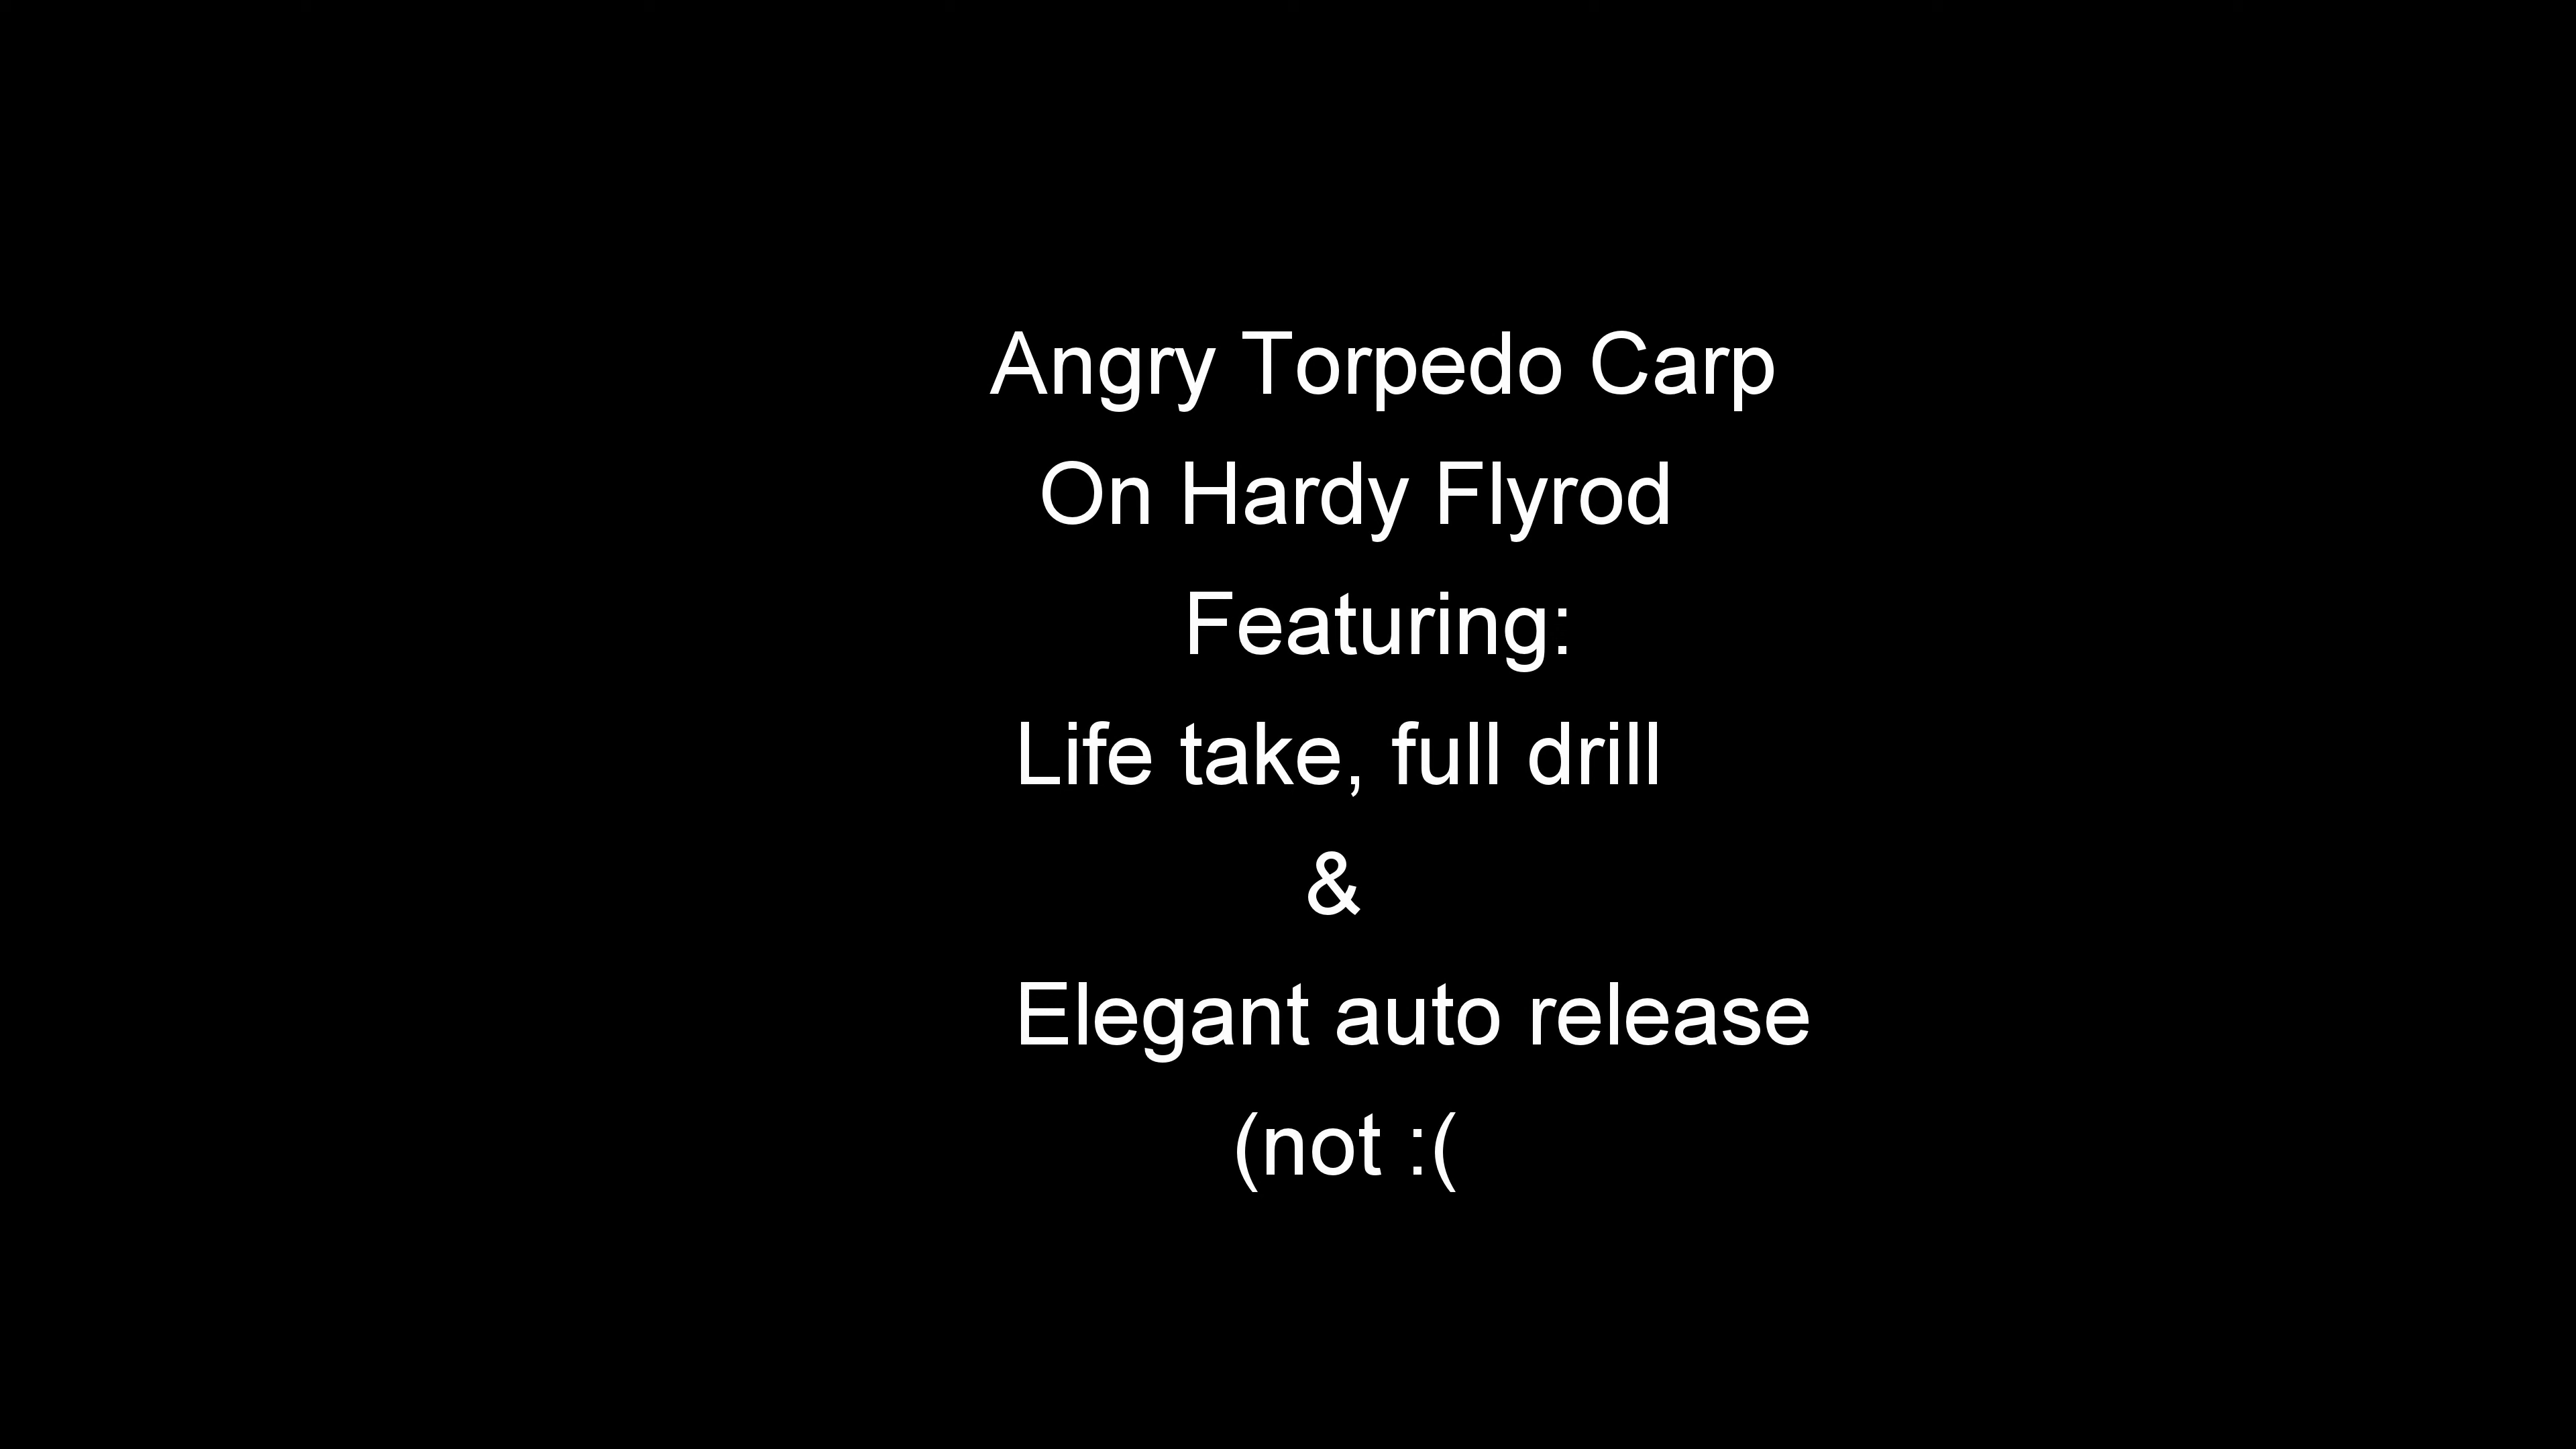 Angry Torpedo Carp
On Hardy Flyrod
Featuring:
Life take, full drill
&
Elegant auto release
(not :(